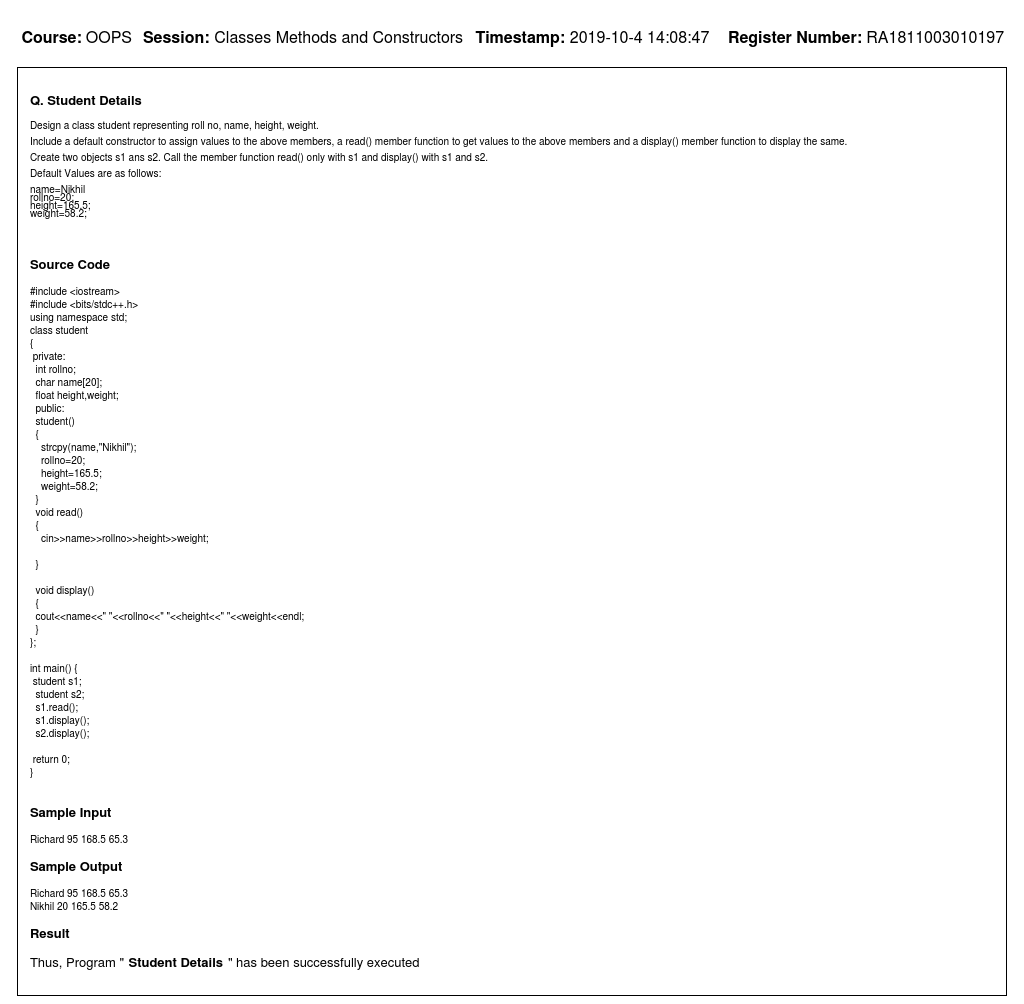 Course: OOPS Session: Classes Methods and Constructors Timestamp: 2019-10-4 14:08:47 Register Number: RA1811003010197
Q. Student Details
Design a class student representing roll no, name, height, weight.
Include a default constructor to assign values to the above members, a read() member function to get values to the above members and a display() member function to display the same.
Create two objects s1 ans s2. Call the member function read() only with s1 and display() with s1 and s2.
Default Values are as follows:
name=Nikhil
rollno=20;
height=165.5;
weight=58.2;
Source Code
#include <iostream>
#include <bits/stdc++.h>
using namespace std;
class student
{
private:
int rollno;
char name[20];
float height,weight;
public:
student()
{
strcpy(name,"Nikhil");
rollno=20;
height=165.5;
weight=58.2;
}
void read()
{
cin>>name>>rollno>>height>>weight;
}
void display()
{
cout<<name<<" "<<rollno<<" "<<height<<" "<<weight<<endl;
}
};
int main() {
student s1;
student s2;
s1.read();
s1.display();
s2.display();
return 0;
}
Sample Input
Richard 95 168.5 65.3
Sample Output
Richard 95 168.5 65.3
Nikhil 20 165.5 58.2
Result
Thus, Program " Student Details " has been successfully executed